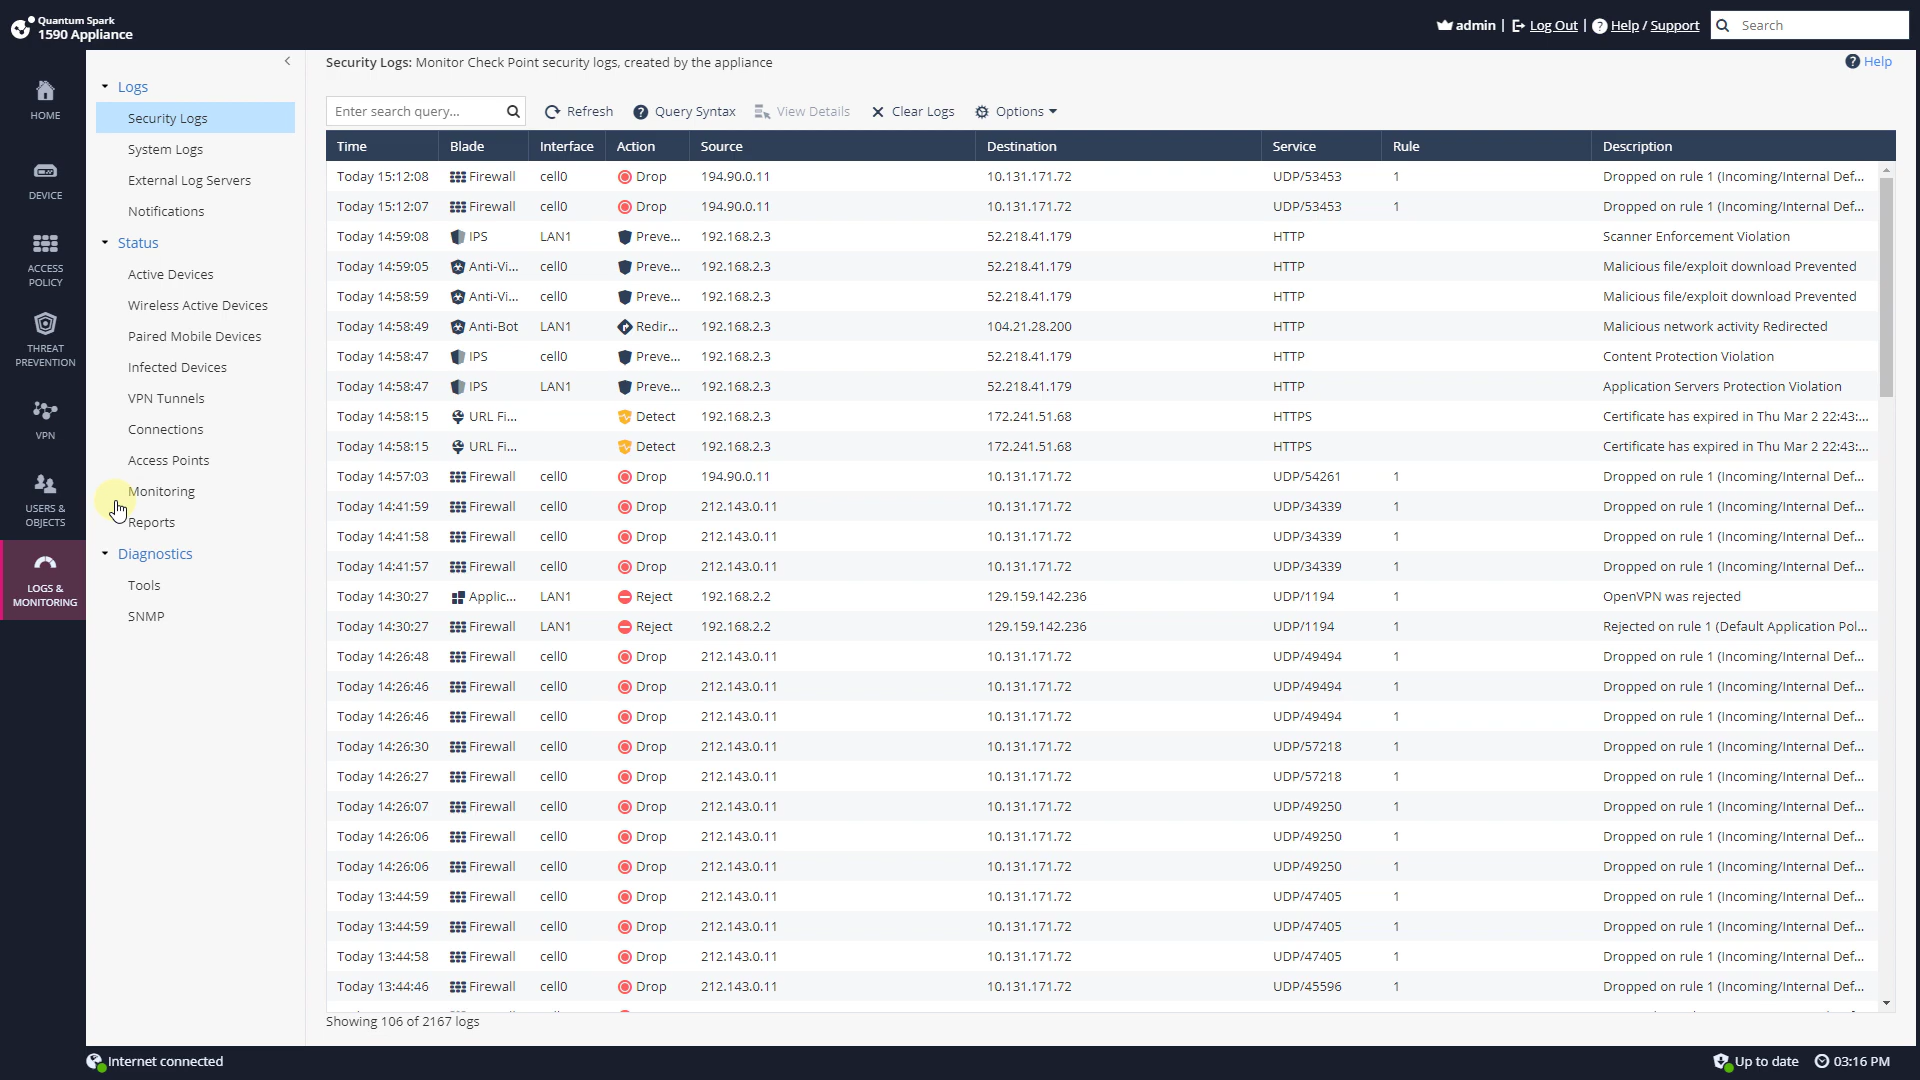 Quantum Spark
1590 Appliance
admin | Log Out | Help / Support
Search
HOME
DEVICE
ACCESS
POLICY
THREAT
PREVENTION
VPN
USERS &
OBJECTS
LOGS &
MONITORING
Logs
Security Logs
System Logs
External Log Servers
Notifications
Status
Active Devices
Wireless Active Devices
Paired Mobile Devices
Infected Devices
VPN Tunnels
Connections
Access Points
Monitoring
Reports
Diagnostics
Tools
SNMP
Security Logs: Monitor Check Point security logs, created by the appliance
Help
Enter search query... Refresh Query Syntax View Details Clear Logs Options
Time Blade Interface Action Source Destination Service Rule Description
Today 15:12:08 Firewall cell0 Drop 194.90.0.11 10.131.171.72 UDP/53453 1 Dropped on rule 1 (Incoming/Internal Def...
Today 15:12:07 Firewall cell0 Drop 194.90.0.11 10.131.171.72 UDP/53453 1 Dropped on rule 1 (Incoming/Internal Def...
Today 14:59:08 IPS LAN1 Preve... 192.168.2.3 52.218.41.179 HTTP Scanner Enforcement Violation
Today 14:59:05 Anti-Vi... cell0 Preve... 192.168.2.3 52.218.41.179 HTTP Malicious file/exploit download Prevented
Today 14:58:59 Anti-Vi... cell0 Preve... 192.168.2.3 52.218.41.179 HTTP Malicious file/exploit download Prevented
Today 14:58:49 Anti-Bot LAN1 Redir... 192.168.2.3 104.21.28.200 HTTP Malicious network activity Redirected
Today 14:58:47 IPS cell0 Preve... 192.168.2.3 52.218.41.179 HTTP Content Protection Violation
Today 14:58:47 IPS LAN1 Preve... 192.168.2.3 52.218.41.179 HTTP Application Servers Protection Violation
Today 14:58:15 URL Fi... Detect 192.168.2.3 172.241.51.68 HTTPS Certificate has expired in Thu Mar 2 22:43:...
Today 14:58:15 URL Fi... Detect 192.168.2.3 172.241.51.68 HTTPS Certificate has expired in Thu Mar 2 22:43:...
Today 14:57:03 Firewall cell0 Drop 194.90.0.11 10.131.171.72 UDP/54261 1 Dropped on rule 1 (Incoming/Internal Def...
Today 14:41:59 Firewall cell0 Drop 212.143.0.11 10.131.171.72 UDP/34339 1 Dropped on rule 1 (Incoming/Internal Def...
Today 14:41:58 Firewall cell0 Drop 212.143.0.11 10.131.171.72 UDP/34339 1 Dropped on rule 1 (Incoming/Internal Def...
Today 14:41:57 Firewall cell0 Drop 212.143.0.11 10.131.171.72 UDP/34339 1 Dropped on rule 1 (Incoming/Internal Def...
Today 14:30:27 Applic... LAN1 Reject 192.168.2.2 129.159.142.236 UDP/1194 1 OpenVPN was rejected
Today 14:30:27 Firewall LAN1 Reject 192.168.2.2 129.159.142.236 UDP/1194 1 Rejected on rule 1 (Default Application Pol...
Today 14:26:48 Firewall cell0 Drop 212.143.0.11 10.131.171.72 UDP/49494 1 Dropped on rule 1 (Incoming/Internal Def...
Today 14:26:46 Firewall cell0 Drop 212.143.0.11 10.131.171.72 UDP/49494 1 Dropped on rule 1 (Incoming/Internal Def...
Today 14:26:46 Firewall cell0 Drop 212.143.0.11 10.131.171.72 UDP/49494 1 Dropped on rule 1 (Incoming/Internal Def...
Today 14:26:30 Firewall cell0 Drop 212.143.0.11 10.131.171.72 UDP/57218 1 Dropped on rule 1 (Incoming/Internal Def...
Today 14:26:27 Firewall cell0 Drop 212.143.0.11 10.131.171.72 UDP/57218 1 Dropped on rule 1 (Incoming/Internal Def...
Today 14:26:07 Firewall cell0 Drop 212.143.0.11 10.131.171.72 UDP/49250 1 Dropped on rule 1 (Incoming/Internal Def...
Today 14:26:06 Firewall cell0 Drop 212.143.0.11 10.131.171.72 UDP/49250 1 Dropped on rule 1 (Incoming/Internal Def...
Today 14:26:06 Firewall cell0 Drop 212.143.0.11 10.131.171.72 UDP/49250 1 Dropped on rule 1 (Incoming/Internal Def...
Today 13:44:59 Firewall cell0 Drop 212.143.0.11 10.131.171.72 UDP/47405 1 Dropped on rule 1 (Incoming/Internal Def...
Today 13:44:59 Firewall cell0 Drop 212.143.0.11 10.131.171.72 UDP/47405 1 Dropped on rule 1 (Incoming/Internal Def...
Today 13:44:58 Firewall cell0 Drop 212.143.0.11 10.131.171.72 UDP/47405 1 Dropped on rule 1 (Incoming/Internal Def...
Today 13:44:46 Firewall cell0 Drop 212.143.0.11 10.131.171.72 UDP/45596 1 Dropped on rule 1 (Incoming/Internal Def...
Showing 106 of 2167 logs
Internet connected
Up to date 03:16 PM